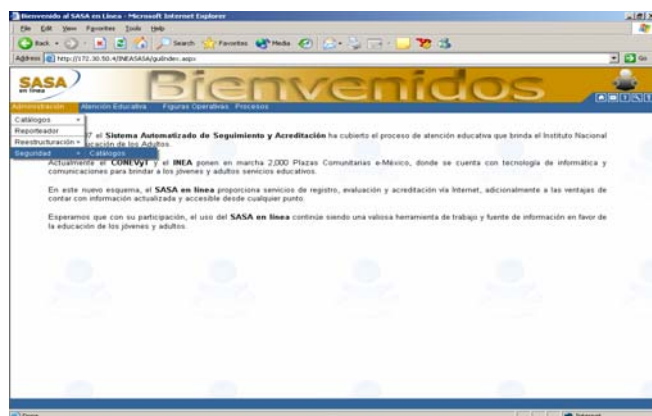 Bienvenido al SASA en Linea - Microsoft Internet Explorer
File Edit View Favorites Tools Help
Back Search Favorites Media
Address http://172.30.50.4/INEASASA/guIndex.aspx Go
SASA
en línea
Bienvenidos
Administración Atención Educativa Figuras Operativas Procesos
Catálogos
Reporteador
Reestructuración
Seguridad Catálogos
el Sistema Automatizado de Seguimiento y Acreditación ha cubierto el proceso de atención educativa que brinda el Instituto Nacional
de los Adultos.
Actualmente el CONEVyT y el INEA ponen en marcha 2,000 Plazas Comunitarias e-México, donde se cuenta con tecnología de informática y
comunicaciones para brindar a los jóvenes y adultos servicios educativos.
En este nuevo esquema, el SASA en línea proporciona servicios de registro, evaluación y acreditación vía Internet, adicionalmente a las ventajas de
contar con información actualizada y accesible desde cualquier punto.
Esperamos que con su participación, el uso del SASA en línea continúe siendo una valiosa herramienta de trabajo y fuente de información en favor de
la educación de los jóvenes y adultos.
Done Internet